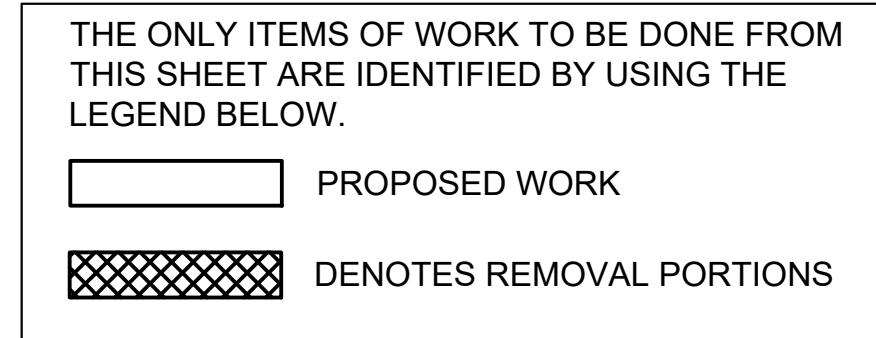 THE ONLY ITEMS OF WORK TO BE DONE FROM
THIS SHEET ARE IDENTIFIED BY USING THE
LEGEND BELOW.
PROPOSED WORK
DENOTES REMOVAL PORTIONS